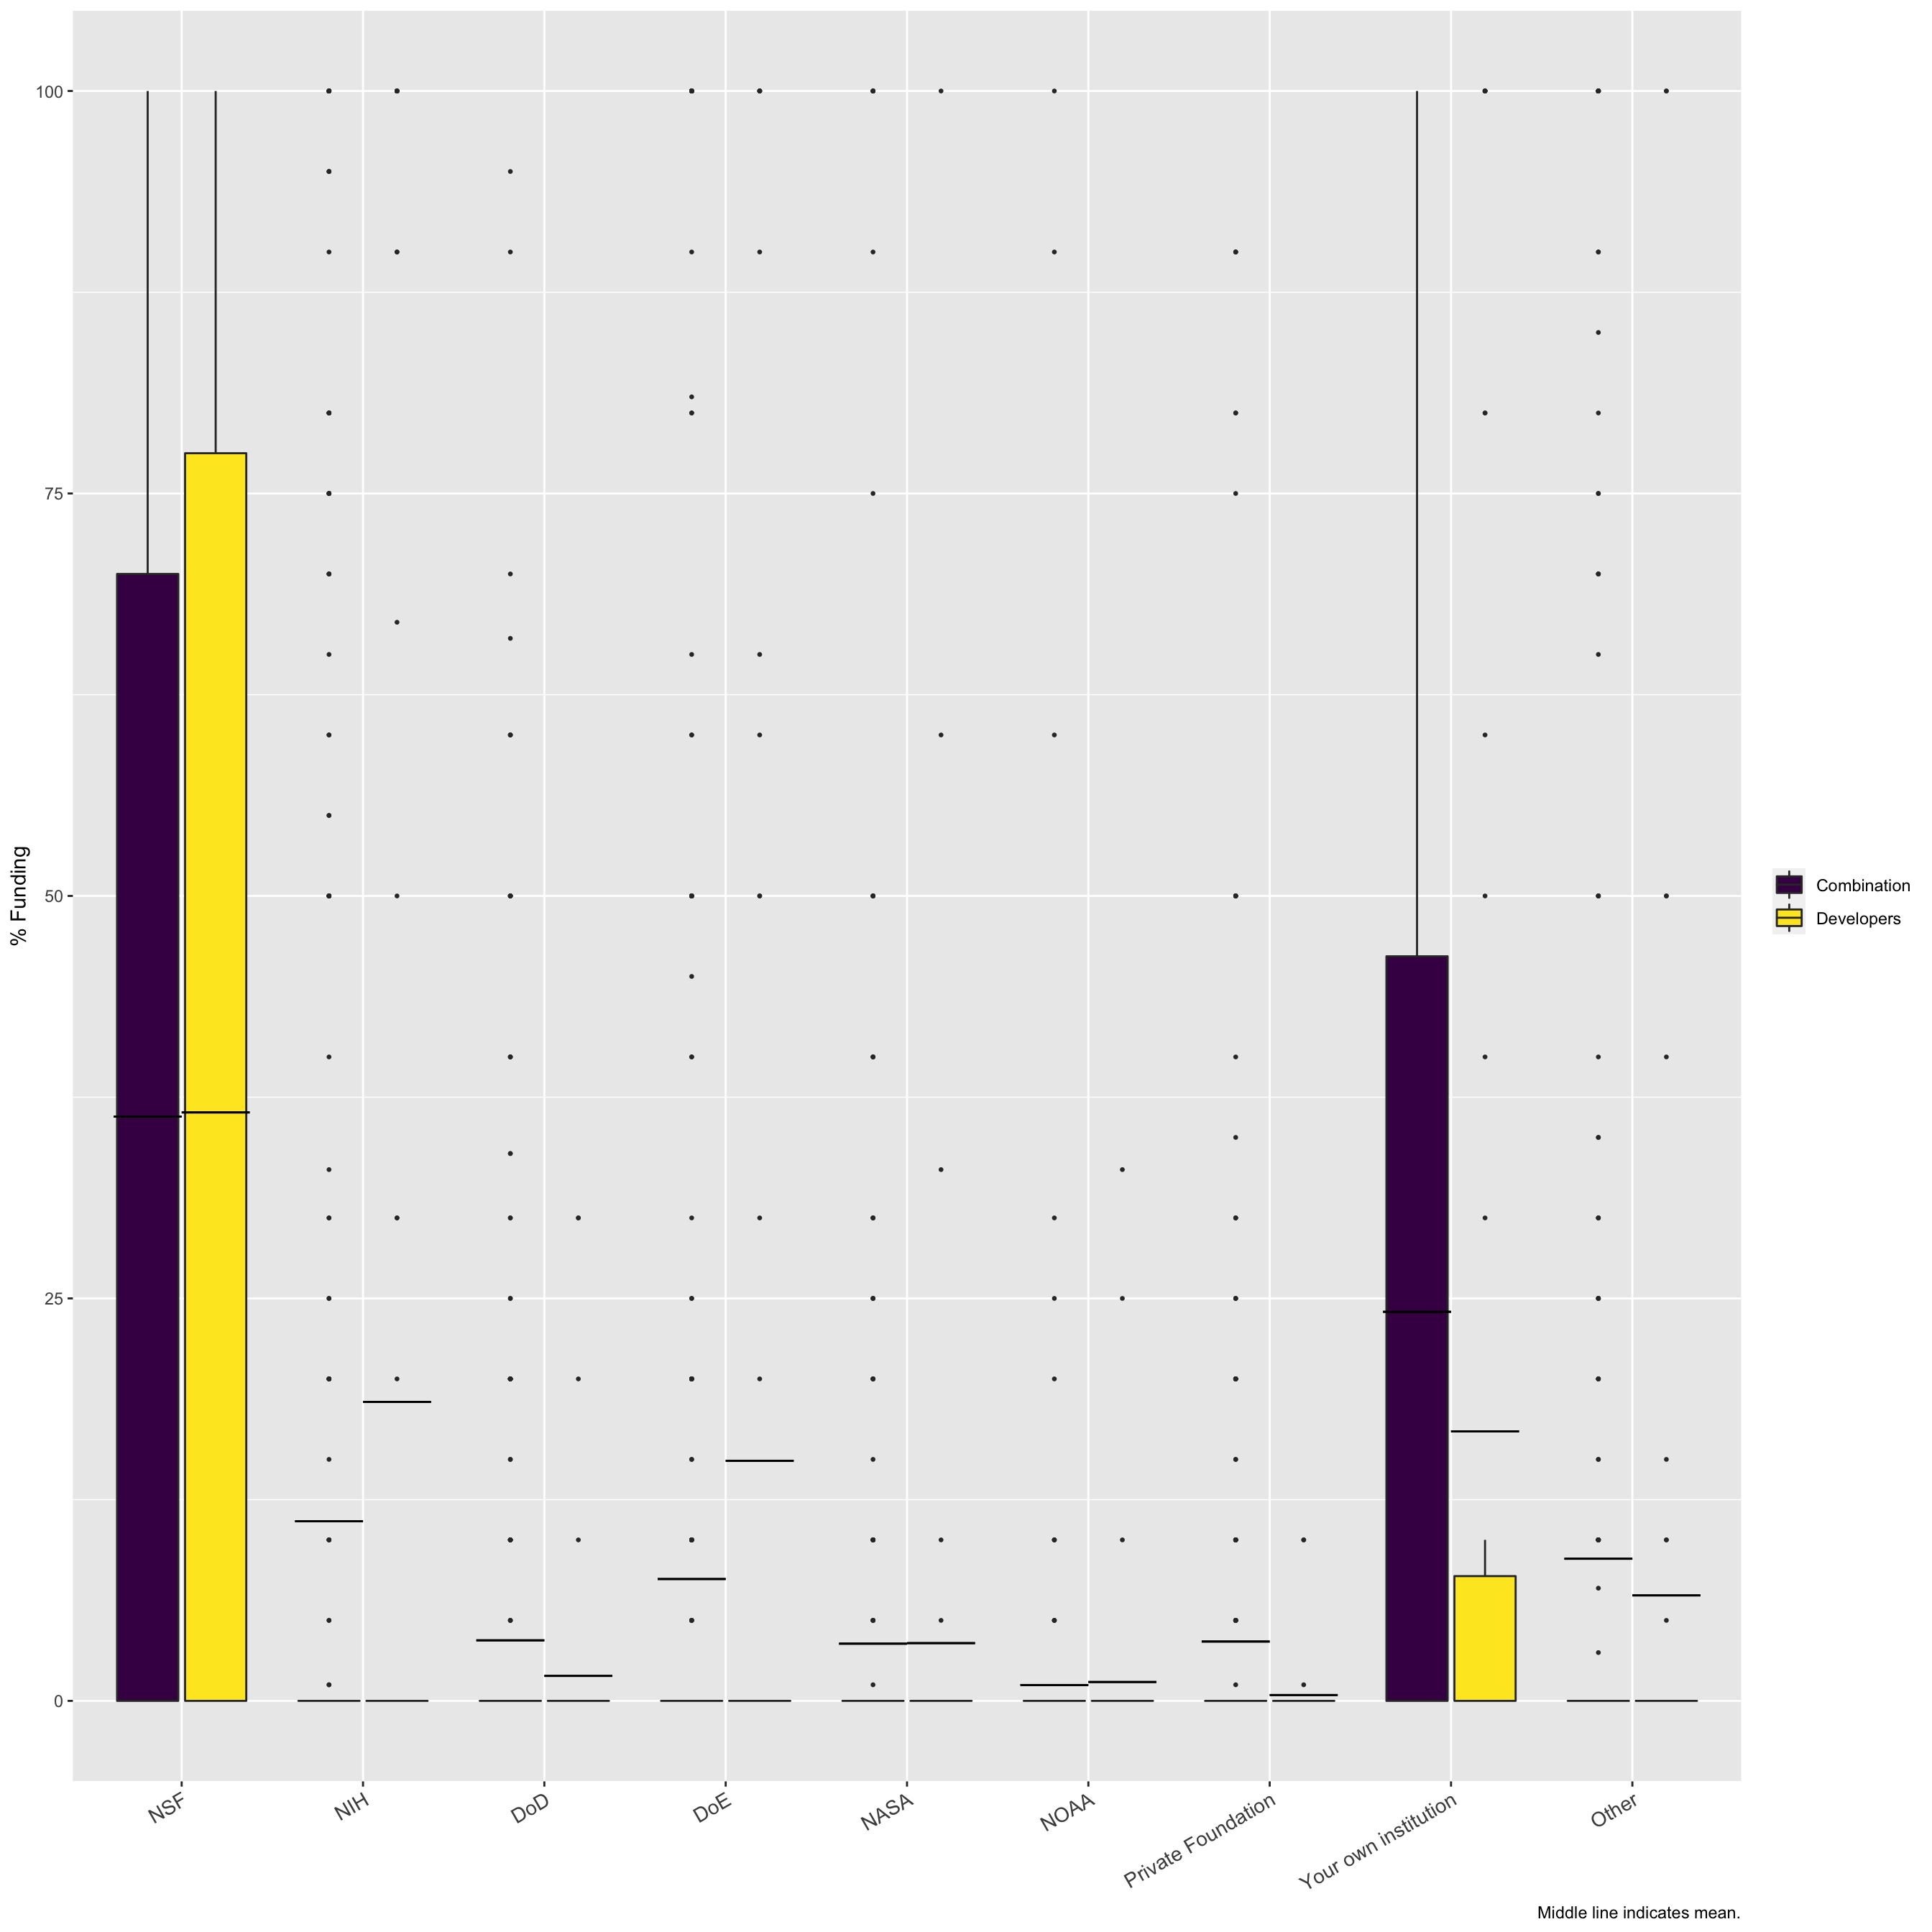 % Funding
100
75
50
25
0
NSF
NIH
DoD
DoE
NASA
NOAA
Private Foundation
Your own institution
Other
Combination
Developers
Middle line indicates mean.